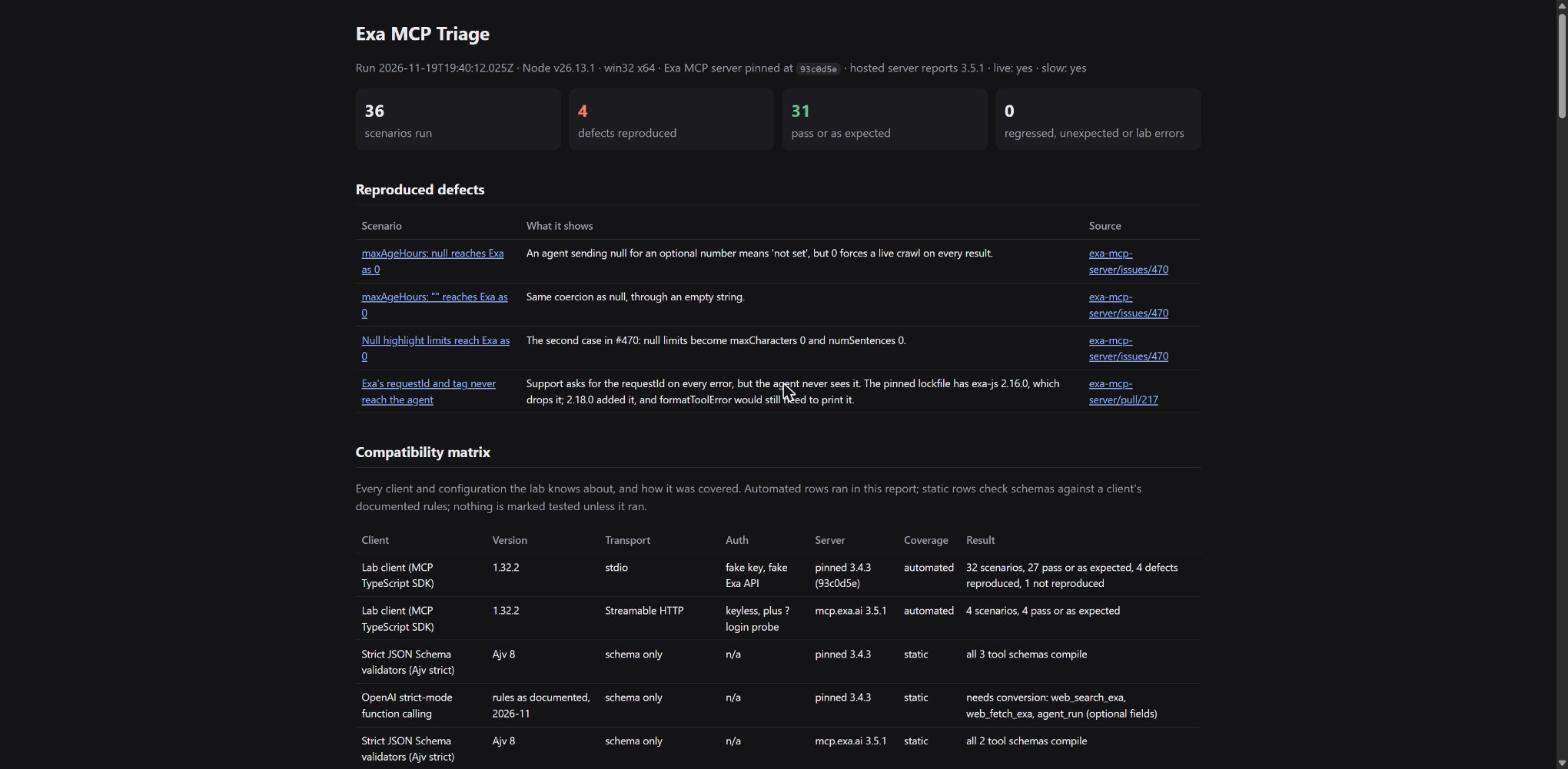 Exa MCP Triage
Run 2026-11-19T19:40:12.025Z · Node v26.13.1 · win32 x64 · Exa MCP server pinned at 93c0d5e · hosted server reports 3.5.1 · live: yes · slow: yes
36
scenarios run
4
defects reproduced
31
pass or as expected
0
regressed, unexpected or lab errors
Reproduced defects
Scenario What it shows Source
maxAgeHours: null reaches Exa
as 0
An agent sending null for an optional number means 'not set', but 0 forces a live crawl on every result.
exa-mcp-
server/issues/470
maxAgeHours: "" reaches Exa as
0
Same coercion as null, through an empty string.
exa-mcp-
server/issues/470
Null highlight limits reach Exa as
0
The second case in #470: null limits become maxCharacters 0 and numSentences 0.
exa-mcp-
server/issues/470
Exa's requestId and tag never
reach the agent
Support asks for the requestId on every error, but the agent never sees it. The pinned lockfile has exa-js 2.16.0, which
drops it; 2.18.0 added it, and formatToolError would still need to print it.
exa-mcp-
server/pull/217
Compatibility matrix
Every client and configuration the lab knows about, and how it was covered. Automated rows ran in this report; static rows check schemas against a client's
documented rules; nothing is marked tested unless it ran.
Client Version Transport Auth Server Coverage Result
Lab client (MCP
TypeScript SDK)
1.32.2
stdio
fake key, fake
Exa API
pinned 3.4.3
(93c0d5e)
automated
32 scenarios, 27 pass or as expected, 4 defects
reproduced, 1 not reproduced
Lab client (MCP
TypeScript SDK)
1.32.2
Streamable HTTP
keyless, plus ?
login probe
mcp.exa.ai 3.5.1
automated
4 scenarios, 4 pass or as expected
Strict JSON Schema
validators (Ajv strict)
Ajv 8
schema only
n/a
pinned 3.4.3
static
all 3 tool schemas compile
OpenAI strict-mode
function calling
rules as documented,
2026-11
schema only
n/a
pinned 3.4.3
static
needs conversion: web_search_exa,
web_fetch_exa, agent_run (optional fields)
Strict JSON Schema
validators (Ajv strict)
Ajv 8
schema only
n/a
mcp.exa.ai 3.5.1
static
all 2 tool schemas compile